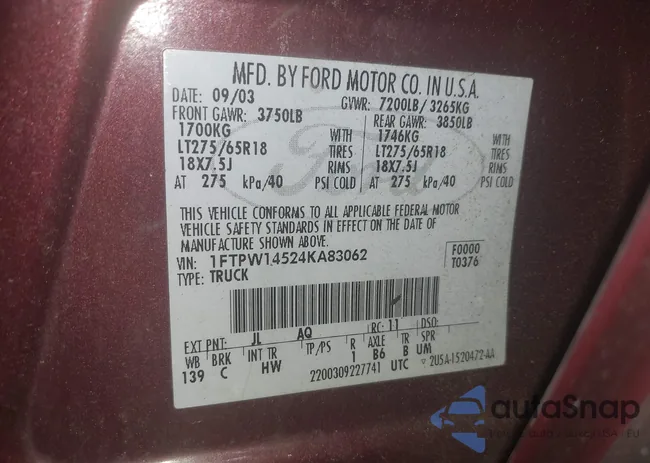 MFD. BY FORD MOTOR CO. IN U.S.A.
DATE: 09/03 GVWR: 7200LB/ 3265KG
FRONT GAWR: 3750LB REAR GAWR: 3850LB
1700KG WITH 1746KG WITH
LT275/65R18 TIRES LT275/65R18 TIRES
18X7.5J RIMS 18X7.5J RIMS
AT 275 kPa/40 PSI COLD AT 275 kPa/40 PSI COLD
THIS VEHICLE CONFORMS TO ALL APPLICABLE FEDERAL MOTOR
VEHICLE SAFETY STANDARDS IN EFFECT ON THE DATE OF
MANUFACTURE SHOWN ABOVE.
VIN: 1FTPW14524KA83062 F0000
TYPE: TRUCK T0376
EXT PNT: JL AQ RC: 11 DSO:
WB BRK INT TR TP/PS R AXLE TR SPR
139 C HW 1 B6 B UM
2200309227741 UTC 2U5A-1520472-AA
Ford
autoSnap